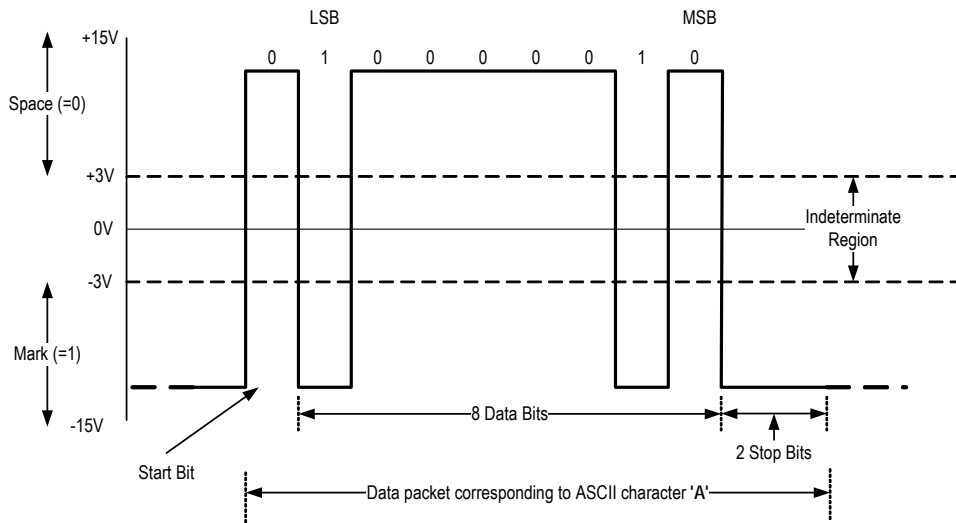 LSB MSB
+15V
0 1 0 0 0 0 0 1 0
Space (=0)
+3V
Indeterminate
Region
0V
-3V
Mark (=1)
8 Data Bits
-15V
2 Stop Bits
Start Bit
Data packet corresponding to ASCII character 'A'